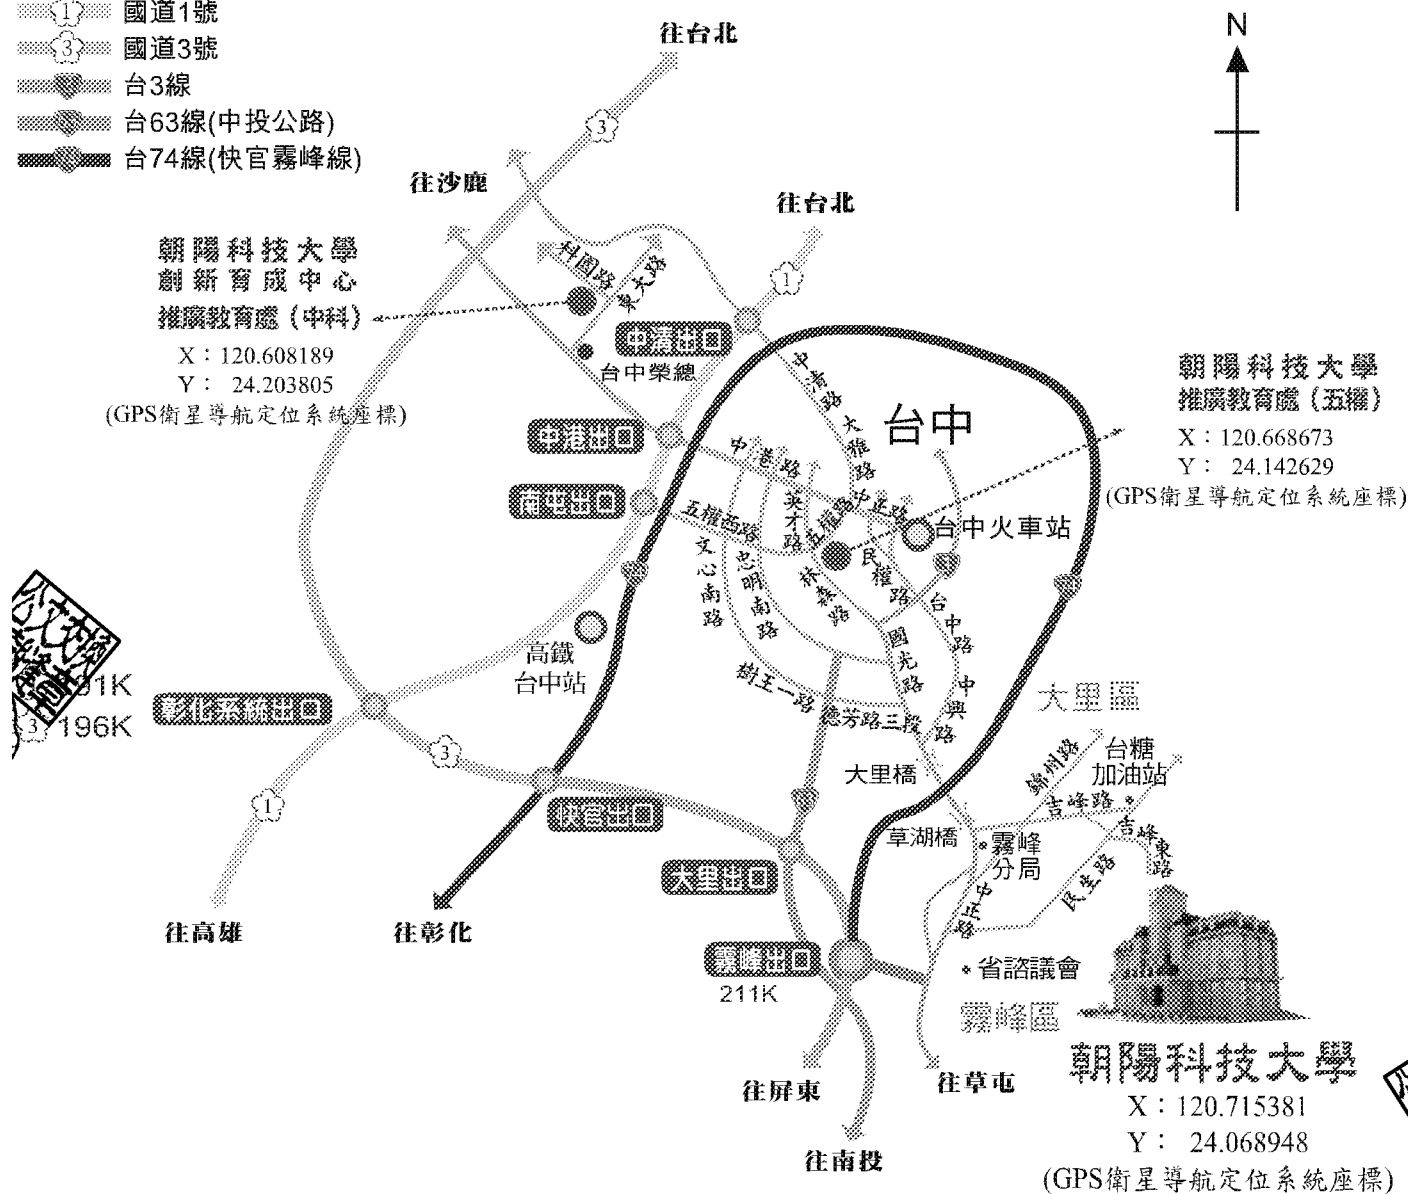 國道1號
國道3號
台3線
台63線(中投公路)
台74線(快官霧峰線)
往台北
N
3
往沙鹿
往台北
朝陽科技大學
創新育成中心
推廣教育處（中科）
X：120.608189
Y： 24.203805
(GPS衛星導航定位系統座標)
科園路
東大路
1
中清出口
台中榮總
中港出口
南屯出口
中清路
大雅路
台中
朝陽科技大學
推廣教育處（五權）
X：120.668673
Y： 24.142629
(GPS衛星導航定位系統座標)
中港路
五權西路
英才路
五權路
中正路
台中火車站
文心南路
忠明南路
林森路
民權路
台中路
國光路
中興路
高鐵
台中站
樹王一路
德芳路三段
大里區
91K
3 196K
彰化系統出口
3
1
快官出口
大里橋
錦州路
台糖
加油站
吉峰路
草湖橋
霧峰
分局
吉峰東路
民生路
中正路
大里出口
往高雄
往彰化
霧峰出口
211K
省諮議會
霧峰區
往屏東
往草屯
往南投
朝陽科技大學
X：120.715381
Y： 24.068948
(GPS衛星導航定位系統座標)